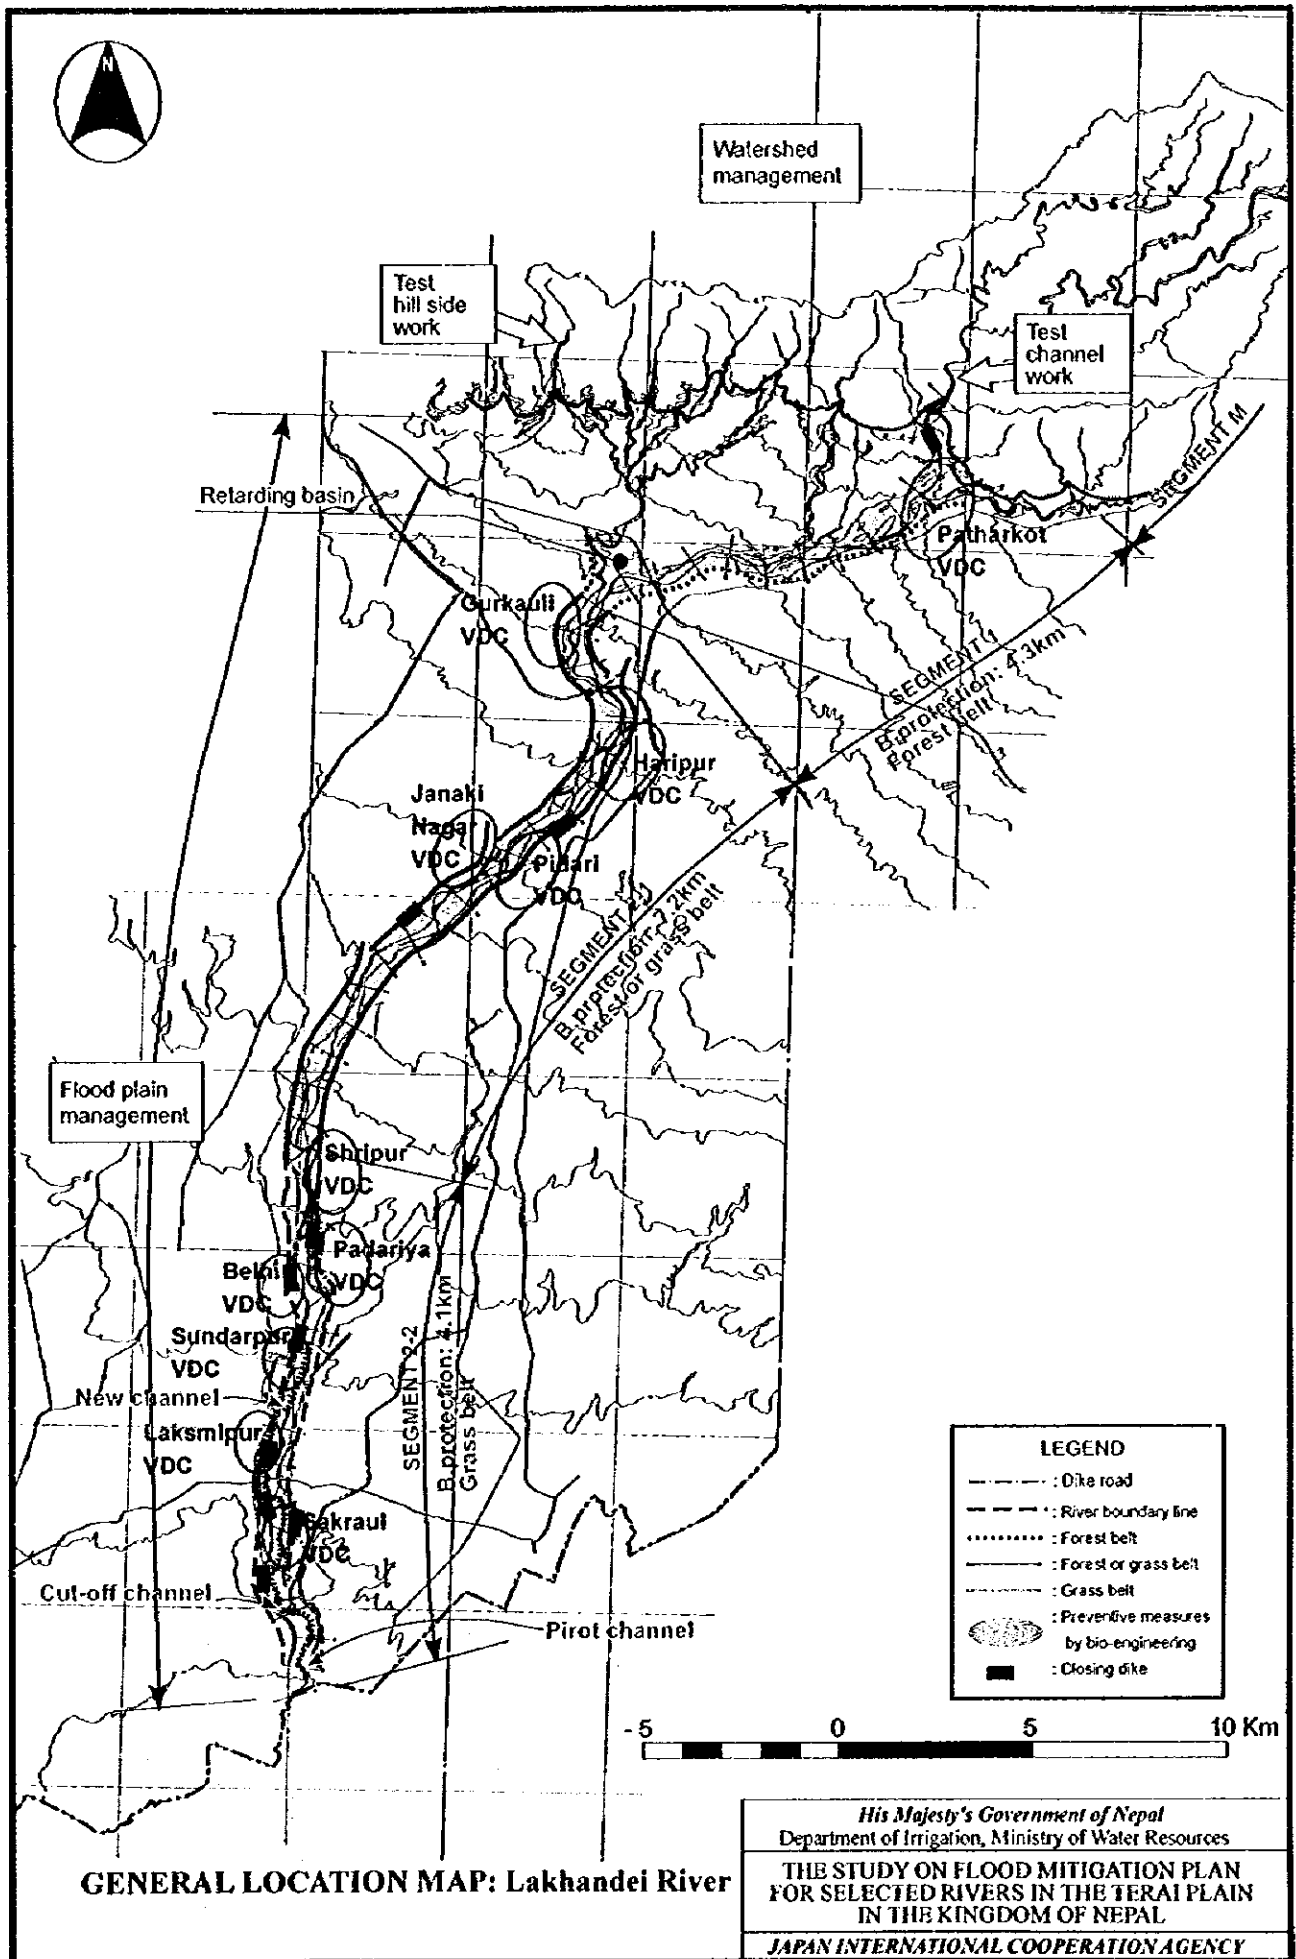 N
Watershed
management
Test
hill side
work
Test
channel
work
SEGMENT M
Retarding basin
Patharkot
VDC
Gurkauli
VDC
SEGMENT 1
B.protection: 4.3km
Forest belt
Haripur
VDC
Janaki
Nagar
VDC
Pidari
VDC
SEGMENT 2-1
B.protection: 7.2km
Forest or grass belt
Flood plain
management
Shripur
VDC
Padariya
VDC
Belhi
VDC
Sundarpur
VDC
New channel
SEGMENT 2-2
B.protection: 4.1km
Grass belt
Laksmipur
VDC
Sakraul
VDC
Cut-off channel
Pirot channel
LEGEND
: Dike road
: River boundary line
: Forest belt
: Forest or grass belt
: Grass belt
: Preventive measures
by bio-engineering
: Closing dike
- 5 0 5 10 Km
GENERAL LOCATION MAP: Lakhandei River
His Majesty's Government of Nepal
Department of Irrigation, Ministry of Water Resources
THE STUDY ON FLOOD MITIGATION PLAN
FOR SELECTED RIVERS IN THE TERAI PLAIN
IN THE KINGDOM OF NEPAL
JAPAN INTERNATIONAL COOPERATION AGENCY